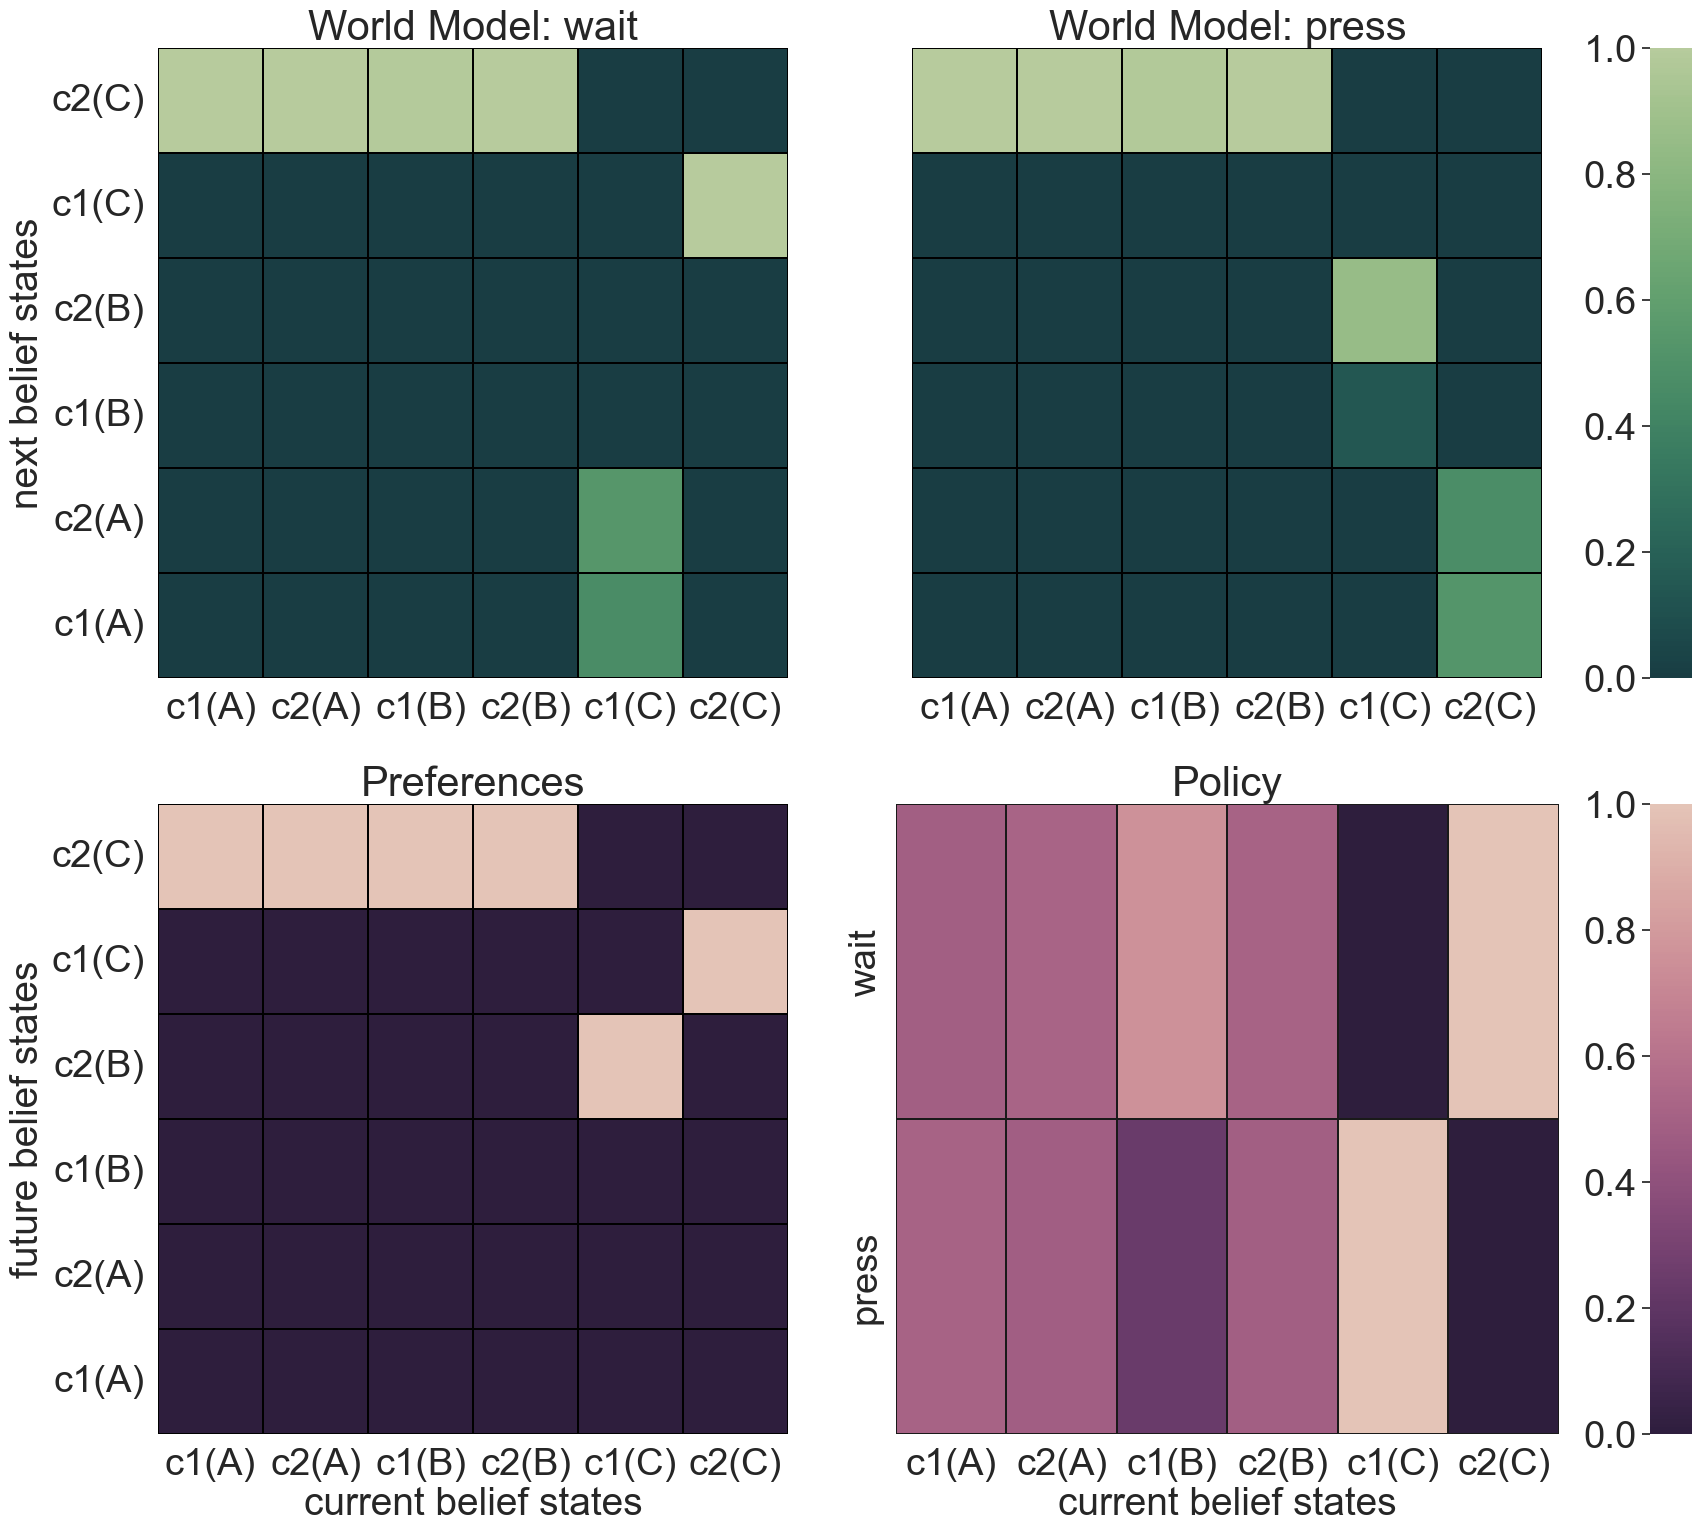 World Model: wait
World Model: press
next belief states
c2(C)
c1(C)
c2(B)
c1(B)
c2(A)
c1(A)
c1(A) c2(A) c1(B) c2(B) c1(C) c2(C)
c1(A) c2(A) c1(B) c2(B) c1(C) c2(C)
1.0
0.8
0.6
0.4
0.2
0.0
Preferences
Policy
future belief states
c2(C)
c1(C)
c2(B)
c1(B)
c2(A)
c1(A)
c1(A) c2(A) c1(B) c2(B) c1(C) c2(C)
current belief states
wait
press
c1(A) c2(A) c1(B) c2(B) c1(C) c2(C)
current belief states
1.0
0.8
0.6
0.4
0.2
0.0